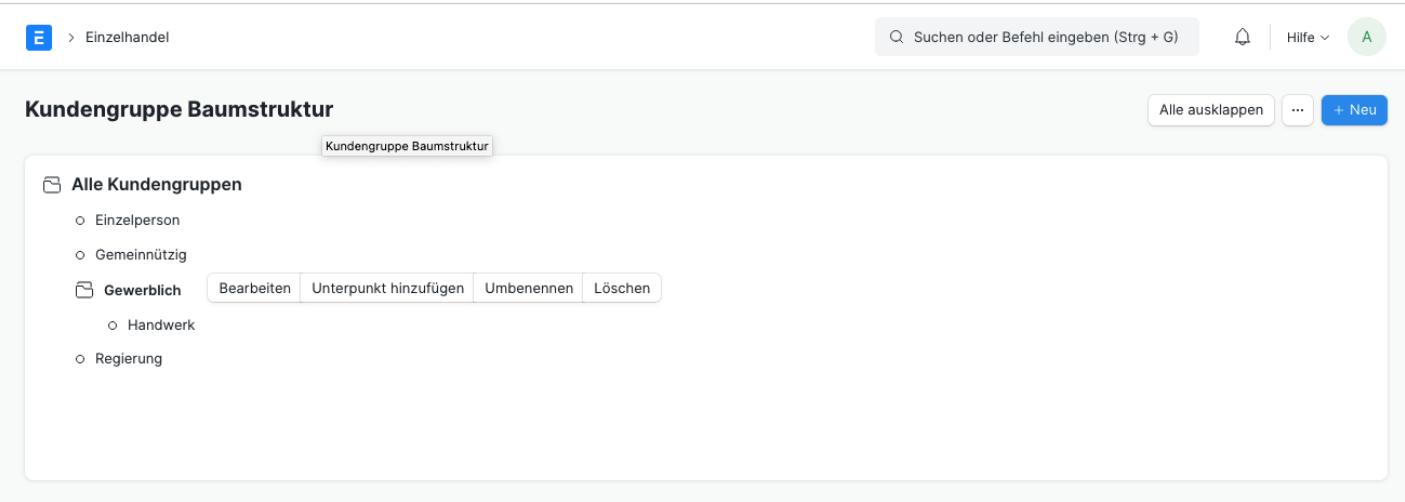 E > Einzelhandel Suchen oder Befehl eingeben (Strg + G) Hilfe A
Kundengruppe Baumstruktur Alle ausklappen ... + Neu
Kundengruppe Baumstruktur
Alle Kundengruppen
Einzelperson
Gemeinnützig
Gewerblich Bearbeiten Unterpunkt hinzufügen Umbenennen Löschen
Handwerk
Regierung